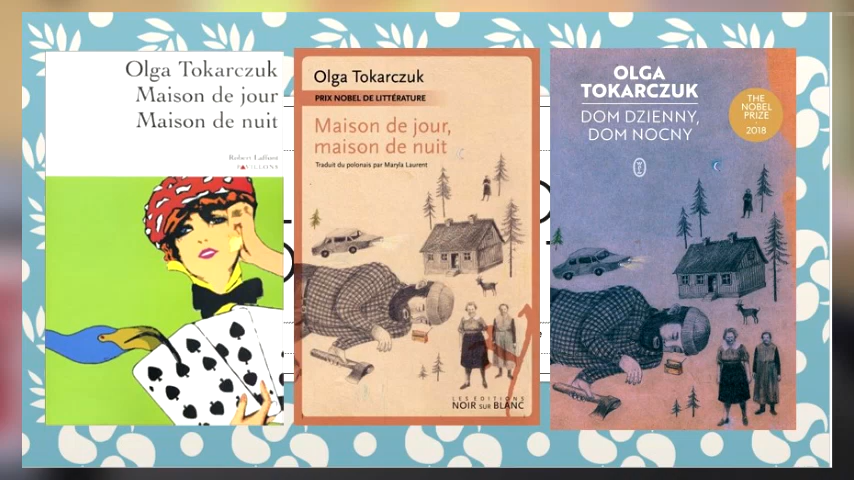 Olga Tokarczuk
Maison de jour
Maison de nuit
Robert Laffont
PAVILLONS
Olga Tokarczuk
PRIX NOBEL DE LITTÉRATURE
Maison de jour,
maison de nuit
Traduit du polonais par Maryla Laurent
LES ÉDITIONS
NOIR SUR BLANC
OLGA
TOKARCZUK
DOM DZIENNY,
DOM NOCNY
THE
NOBEL
PRIZE
2018